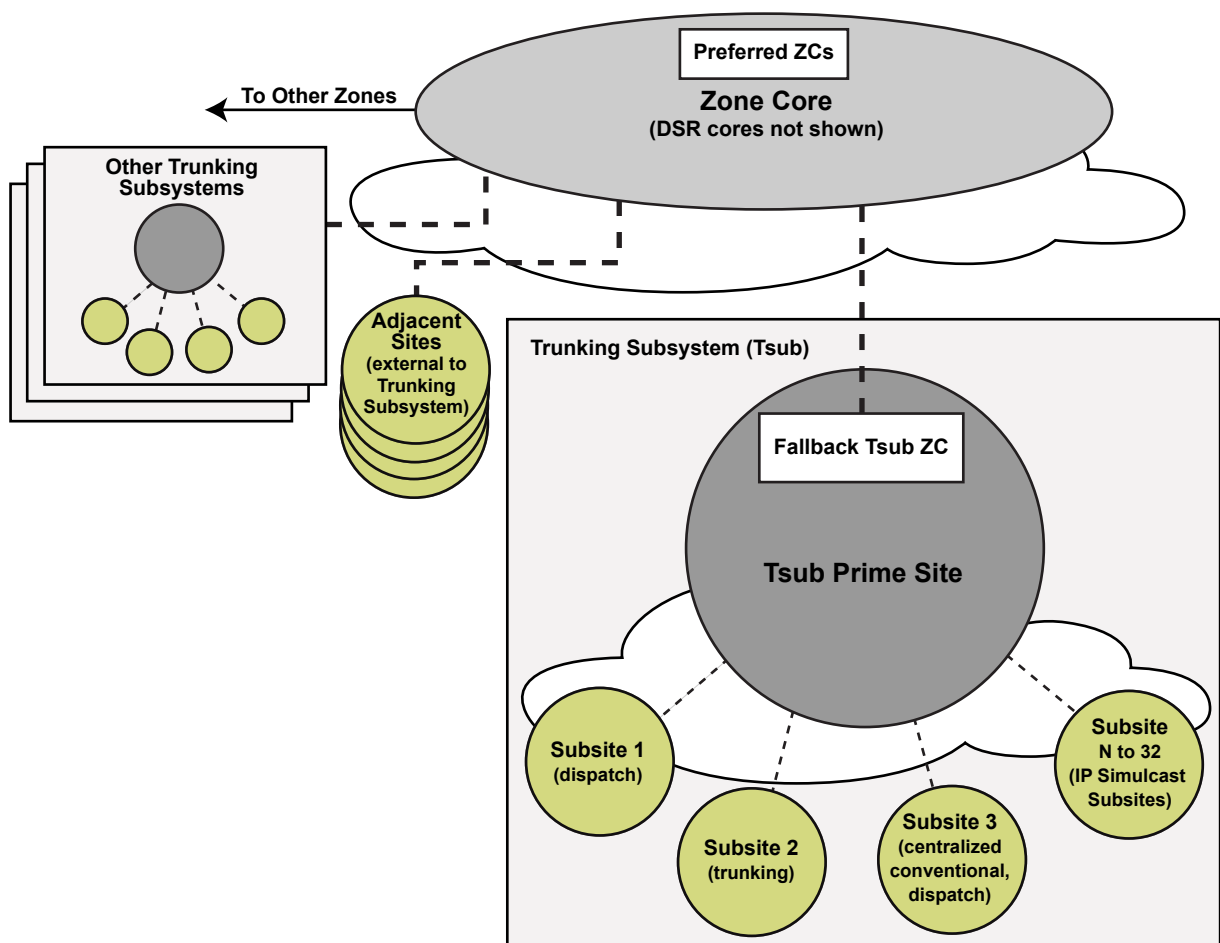 Preferred ZCs
Zone Core
(DSR cores not shown)
To Other Zones
Other Trunking
Subsystems
Adjacent
Sites
(external to
Trunking
Subsystem)
Trunking Subsystem (Tsub)
Fallback Tsub ZC
Tsub Prime Site
Subsite 1
(dispatch)
Subsite 2
(trunking)
Subsite 3
(centralized
conventional,
dispatch)
Subsite
N to 32
(IP Simulcast
Subsites)